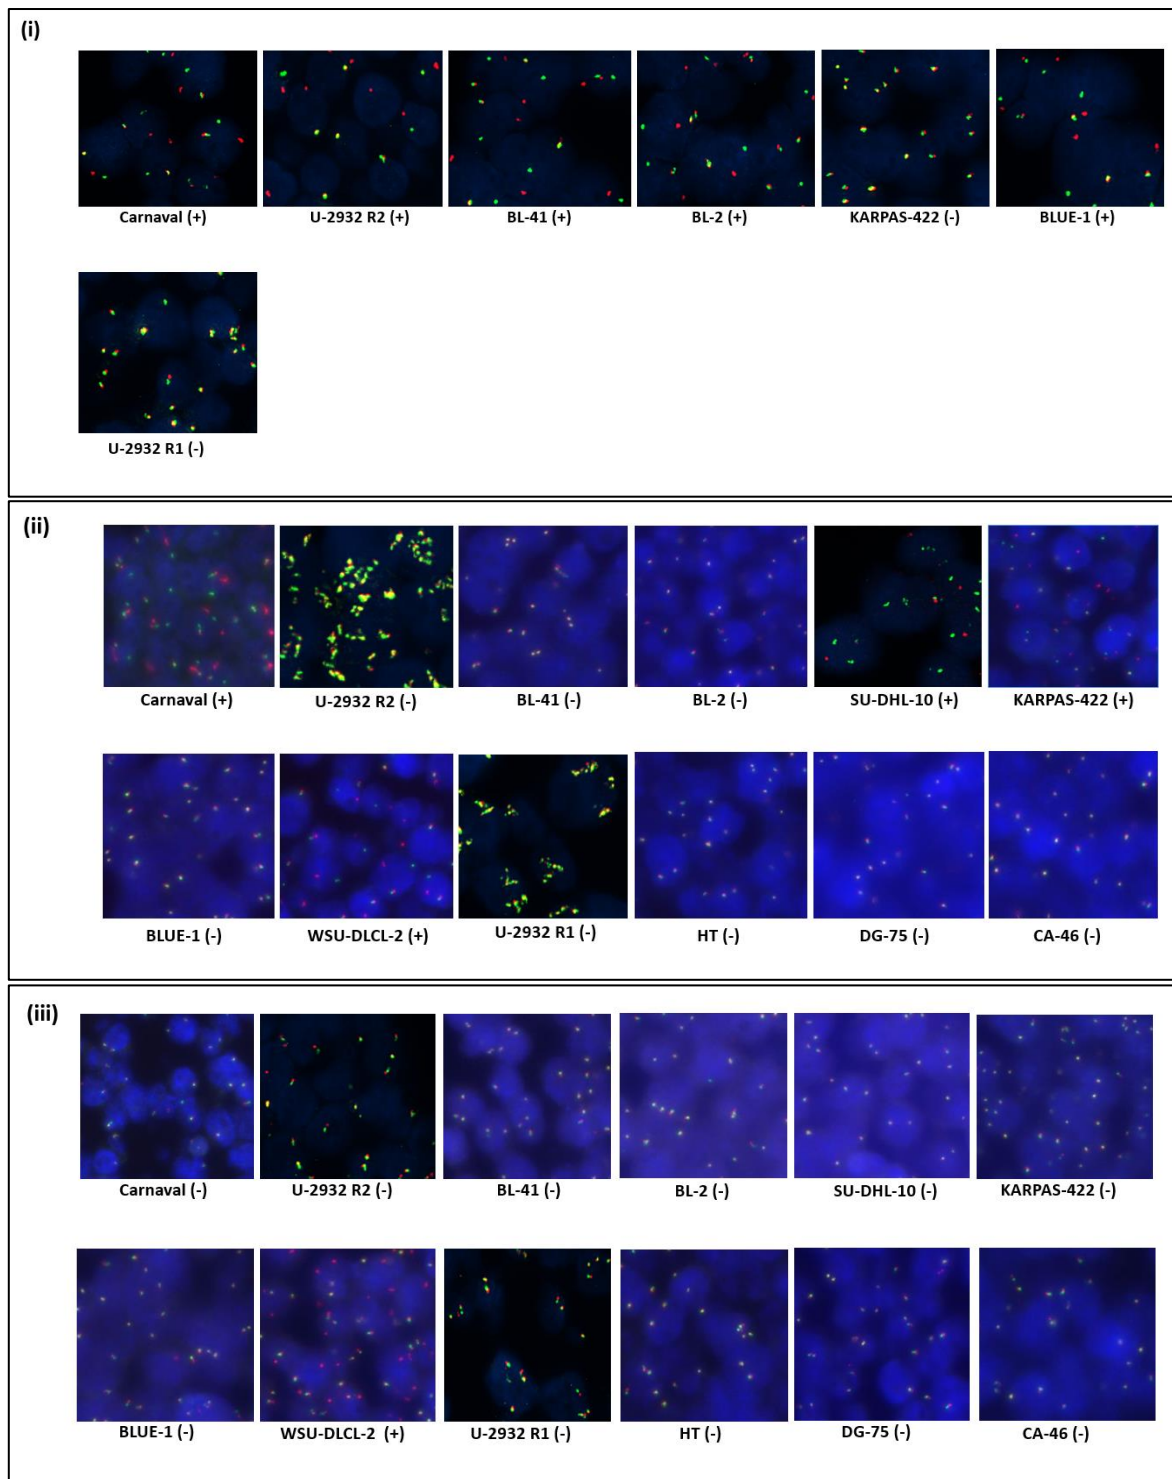 (i)
Carnaval (+) U-2932 R2 (+) BL-41 (+) BL-2 (+) KARPAS-422 (-) BLUE-1 (+)
U-2932 R1 (-)
(ii)
Carnaval (+) U-2932 R2 (-) BL-41 (-) BL-2 (-) SU-DHL-10 (+) KARPAS-422 (+)
BLUE-1 (-) WSU-DLCL-2 (+) U-2932 R1 (-) HT (-) DG-75 (-) CA-46 (-)
(iii)
Carnaval (-) U-2932 R2 (-) BL-41 (-) BL-2 (-) SU-DHL-10 (-) KARPAS-422 (-)
BLUE-1 (-) WSU-DLCL-2 (+) U-2932 R1 (-) HT (-) DG-75 (-) CA-46 (-)